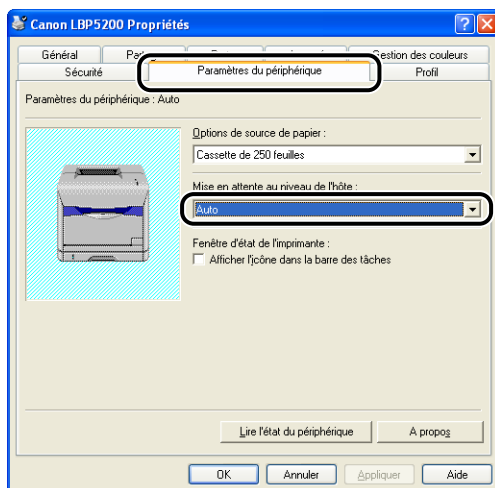 Canon LBP5200 Propriétés
Général Gestion des couleurs
Sécurité Paramètres du périphérique Profil
Paramètres du périphérique : Auto
Options de source de papier :
Cassette de 250 feuilles
Mise en attente au niveau de l'hôte :
Auto
Fenêtre d'état de l'imprimante :
Afficher l'icône dans la barre des tâches
Lire l'état du périphérique A propos
OK Annuler Appliquer Aide